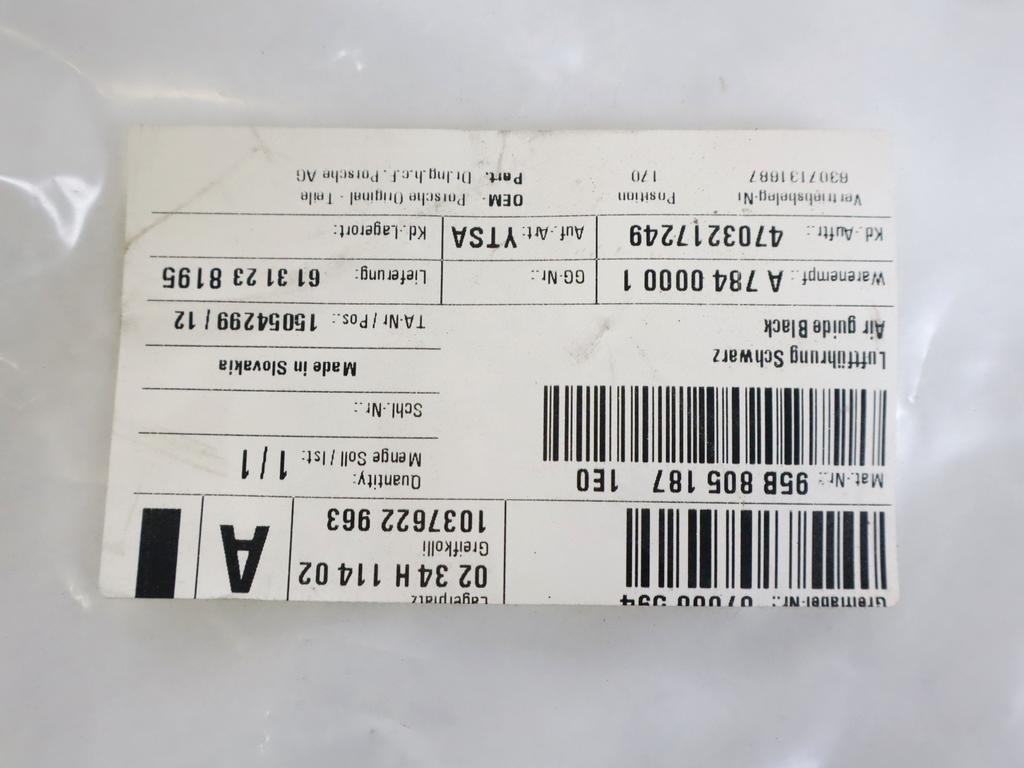 Lagerplatz
02 34 H 114 02
A
Greifkolli
1037622 963
Mat.-Nr.: 95B 805 187 1E0
Quantity:
Menge Soll / Ist: 1 / 1
Schl.-Nr.:
Luftführung Schwarz
Air guide Black
Made in Slovakia
TA-Nr / Pos.: 15054299 / 12
Warenempf.: A 784 0000 1
GG-Nr.:
Lieferung: 61 31 23 8195
Kd.-Auftr.: 4703217249
Auf.-Art: YTSA
Kd.-Lagerort:
Vertriebsbeleg-Nr Position
8307131887 170
OEM - Porsche Original - Teile
Part. Dr.Ing.h.c.F. Porsche AG